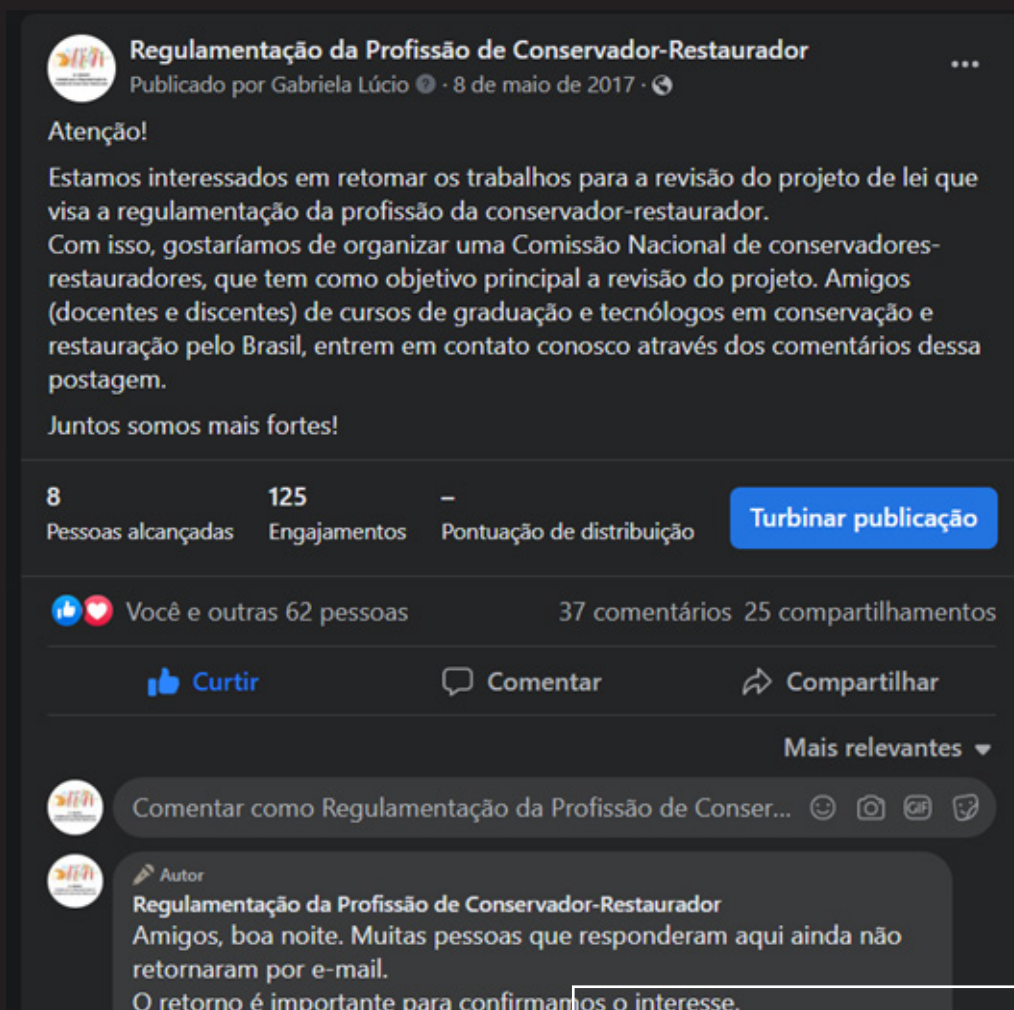 Regulamentação da Profissão de Conservador-Restaurador
Publicado por Gabriela Lúcio · 8 de maio de 2017 ·
Atenção!
Estamos interessados em retomar os trabalhos para a revisão do projeto de lei que
visa a regulamentação da profissão da conservador-restaurador.
Com isso, gostaríamos de organizar uma Comissão Nacional de conservadores-
restauradores, que tem como objetivo principal a revisão do projeto. Amigos
(docentes e discentes) de cursos de graduação e tecnólogos em conservação e
restauração pelo Brasil, entrem em contato conosco através dos comentários dessa
postagem.
Juntos somos mais fortes!
8 125 –
Pessoas alcançadas Engajamentos Pontuação de distribuição
Turbinar publicação
Você e outras 62 pessoas 37 comentários 25 compartilhamentos
Curtir Comentar Compartilhar
Mais relevantes
Comentar como Regulamentação da Profissão de Conser... GIF
Autor
Regulamentação da Profissão de Conservador-Restaurador
Amigos, boa noite. Muitas pessoas que responderam aqui ainda não
retornaram por e-mail.
O retorno é importante para confirmamos o interesse.